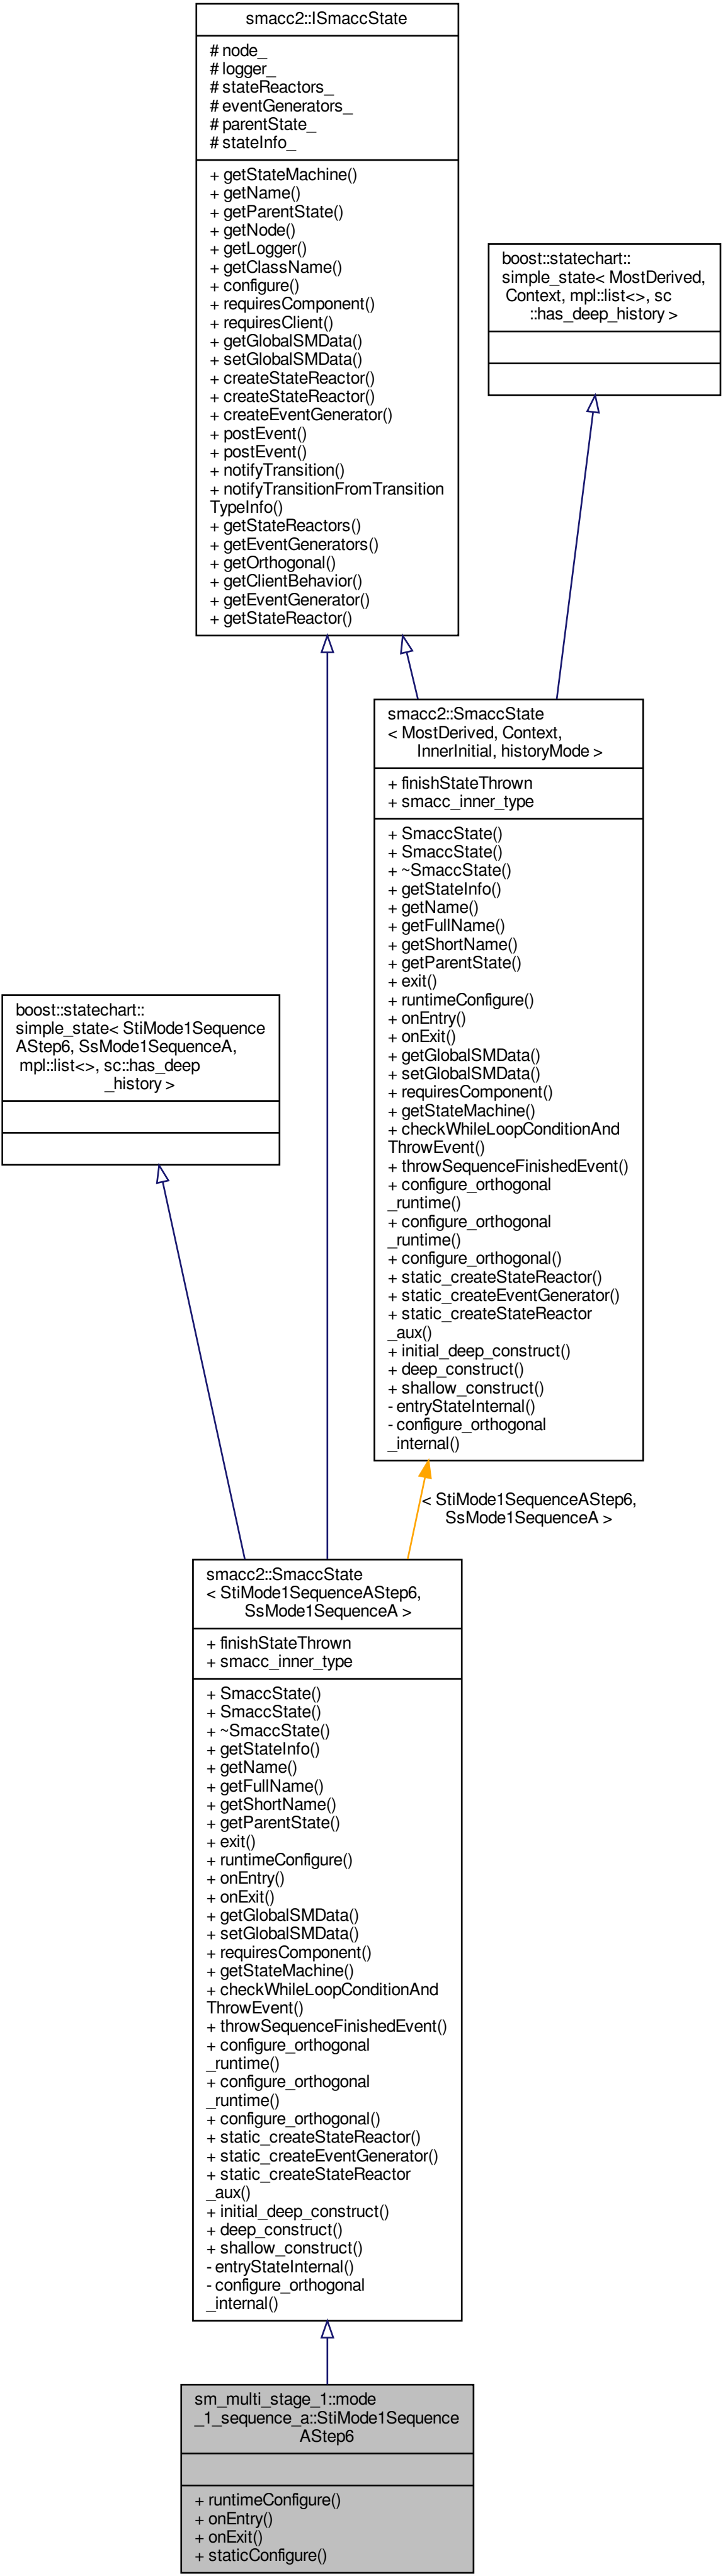 smacc2::ISmaccState
# node_
# logger_
# stateReactors_
# eventGenerators_
# parentState_
# stateInfo_
+ getStateMachine()
+ getName()
+ getParentState()
+ getNode()
+ getLogger()
+ getClassName()
+ configure()
+ requiresComponent()
+ requiresClient()
+ getGlobalSMData()
+ setGlobalSMData()
+ createStateReactor()
+ createStateReactor()
+ createEventGenerator()
+ postEvent()
+ postEvent()
+ notifyTransition()
+ notifyTransitionFromTransition
TypeInfo()
+ getStateReactors()
+ getEventGenerators()
+ getOrthogonal()
+ getClientBehavior()
+ getEventGenerator()
+ getStateReactor()
boost::statechart::
simple_state< MostDerived,
Context, mpl::list<>, sc
::has_deep_history >
smacc2::SmaccState
< MostDerived, Context,
InnerInitial, historyMode >
+ finishStateThrown
+ smacc_inner_type
+ SmaccState()
+ SmaccState()
+ ~SmaccState()
+ getStateInfo()
+ getName()
+ getFullName()
+ getShortName()
+ getParentState()
+ exit()
+ runtimeConfigure()
+ onEntry()
+ onExit()
+ getGlobalSMData()
+ setGlobalSMData()
+ requiresComponent()
+ getStateMachine()
+ checkWhileLoopConditionAnd
ThrowEvent()
+ throwSequenceFinishedEvent()
+ configure_orthogonal
_runtime()
+ configure_orthogonal
_runtime()
+ configure_orthogonal()
+ static_createStateReactor()
+ static_createEventGenerator()
+ static_createStateReactor
_aux()
+ initial_deep_construct()
+ deep_construct()
+ shallow_construct()
- entryStateInternal()
- configure_orthogonal
_internal()
boost::statechart::
simple_state< StiMode1Sequence
AStep6, SsMode1SequenceA,
mpl::list<>, sc::has_deep
_history >
< StiMode1SequenceAStep6,
SsMode1SequenceA >
smacc2::SmaccState
< StiMode1SequenceAStep6,
SsMode1SequenceA >
+ finishStateThrown
+ smacc_inner_type
+ SmaccState()
+ SmaccState()
+ ~SmaccState()
+ getStateInfo()
+ getName()
+ getFullName()
+ getShortName()
+ getParentState()
+ exit()
+ runtimeConfigure()
+ onEntry()
+ onExit()
+ getGlobalSMData()
+ setGlobalSMData()
+ requiresComponent()
+ getStateMachine()
+ checkWhileLoopConditionAnd
ThrowEvent()
+ throwSequenceFinishedEvent()
+ configure_orthogonal
_runtime()
+ configure_orthogonal
_runtime()
+ configure_orthogonal()
+ static_createStateReactor()
+ static_createEventGenerator()
+ static_createStateReactor
_aux()
+ initial_deep_construct()
+ deep_construct()
+ shallow_construct()
- entryStateInternal()
- configure_orthogonal
_internal()
sm_multi_stage_1::mode
_1_sequence_a::StiMode1Sequence
AStep6
+ runtimeConfigure()
+ onEntry()
+ onExit()
+ staticConfigure()